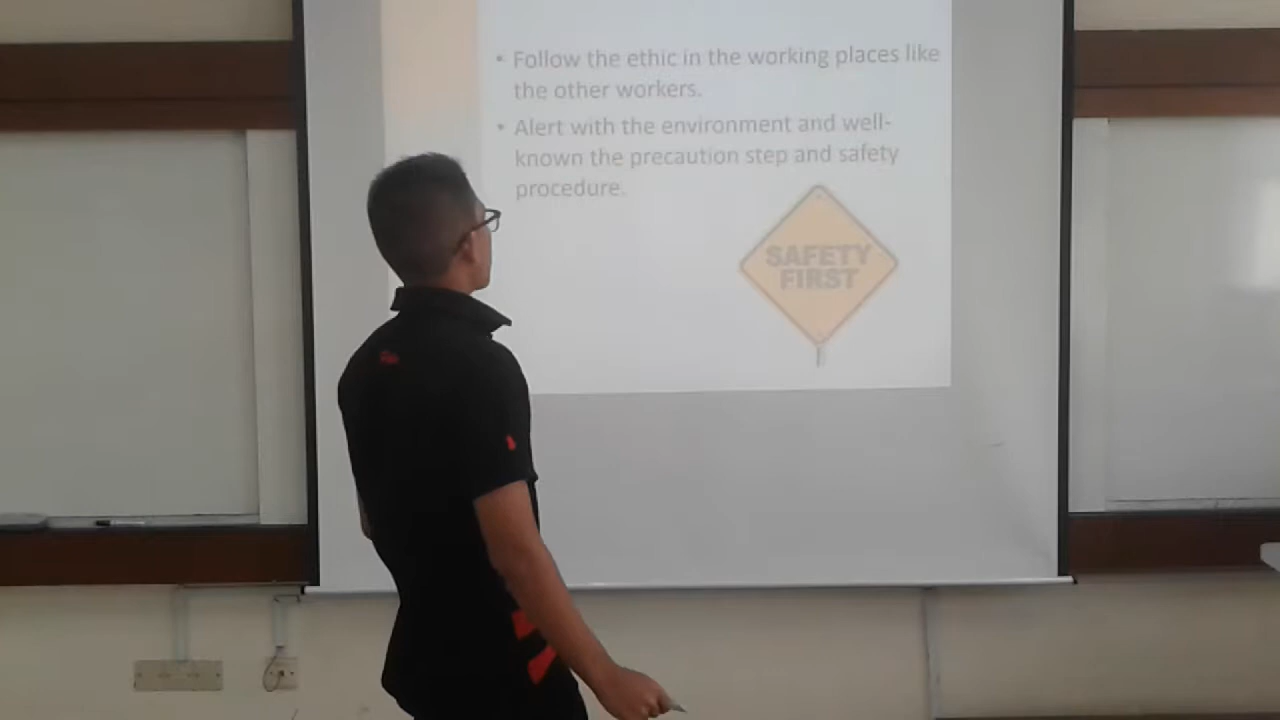 • Follow the ethic in the working places like
the other workers.
• Alert with the environment and well-
known the precaution step and safety
procedure.
SAFETY
FIRST